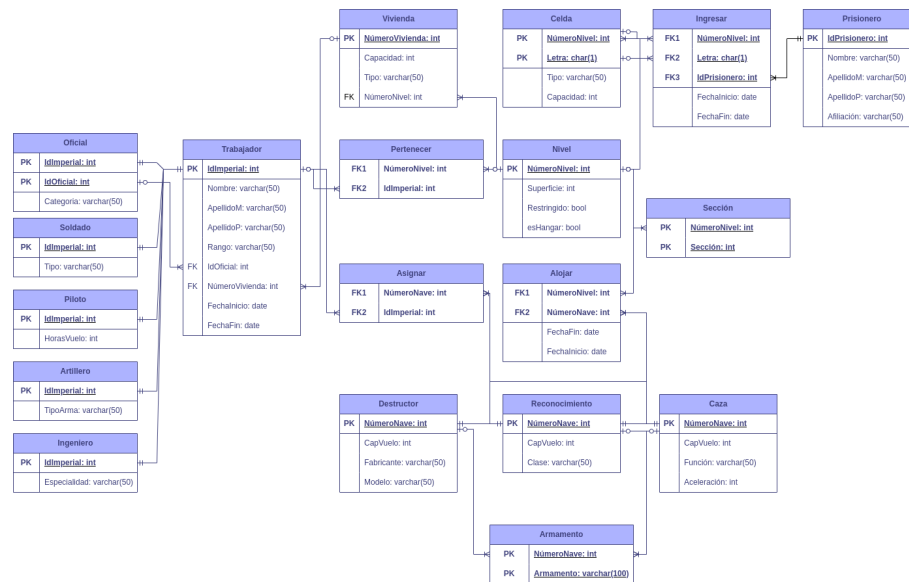 Vivienda
PK NúmeroVivienda: int
Capacidad: int
Tipo: varchar(50)
FK NúmeroNivel: int
Celda
PK NúmeroNivel: int
PK Letra: char(1)
Tipo: varchar(50)
Capacidad: int
Ingresar
FK1 NúmeroNivel: int
FK2 Letra: char(1)
FK3 IdPrisionero: int
FechaInicio: date
FechaFin: date
Prisionero
PK IdPrisionero: int
Nombre: varchar(50)
ApellidoM: varchar(50)
ApellidoP: varchar(50)
Afiliación: varchar(50)
Oficial
PK IdImperial: int
PK IdOficial: int
Categoria: varchar(50)
Trabajador
PK IdImperial: int
Nombre: varchar(50)
ApellidoM: varchar(50)
ApellidoP: varchar(50)
Rango: varchar(50)
FK IdOficial: int
FK NúmeroVivienda: int
FechaInicio: date
FechaFin: date
Pertenecer
FK1 NúmeroNivel: int
FK2 IdImperial: int
Nivel
PK NúmeroNivel: int
Superficie: int
Restringido: bool
esHangar: bool
Sección
PK NúmeroNivel: int
PK Sección: int
Soldado
PK IdImperial: int
Tipo: varchar(50)
Piloto
PK IdImperial: int
HorasVuelo: int
Asignar
FK1 NúmeroNave: int
FK2 IdImperial: int
Alojar
FK1 NúmeroNivel: int
FK2 NúmeroNave: int
FechaFin: date
FechaInicio: date
Artillero
PK IdImperial: int
TipoArma: varchar(50)
Ingeniero
PK IdImperial: int
Especialidad: varchar(50)
Destructor
PK NúmeroNave: int
CapVuelo: int
Fabricante: varchar(50)
Modelo: varchar(50)
Reconocimiento
PK NúmeroNave: int
CapVuelo: int
Clase: varchar(50)
Caza
PK NúmeroNave: int
CapVuelo: int
Función: varchar(50)
Aceleración: int
Armamento
PK NúmeroNave: int
PK Armamento: varchar(100)